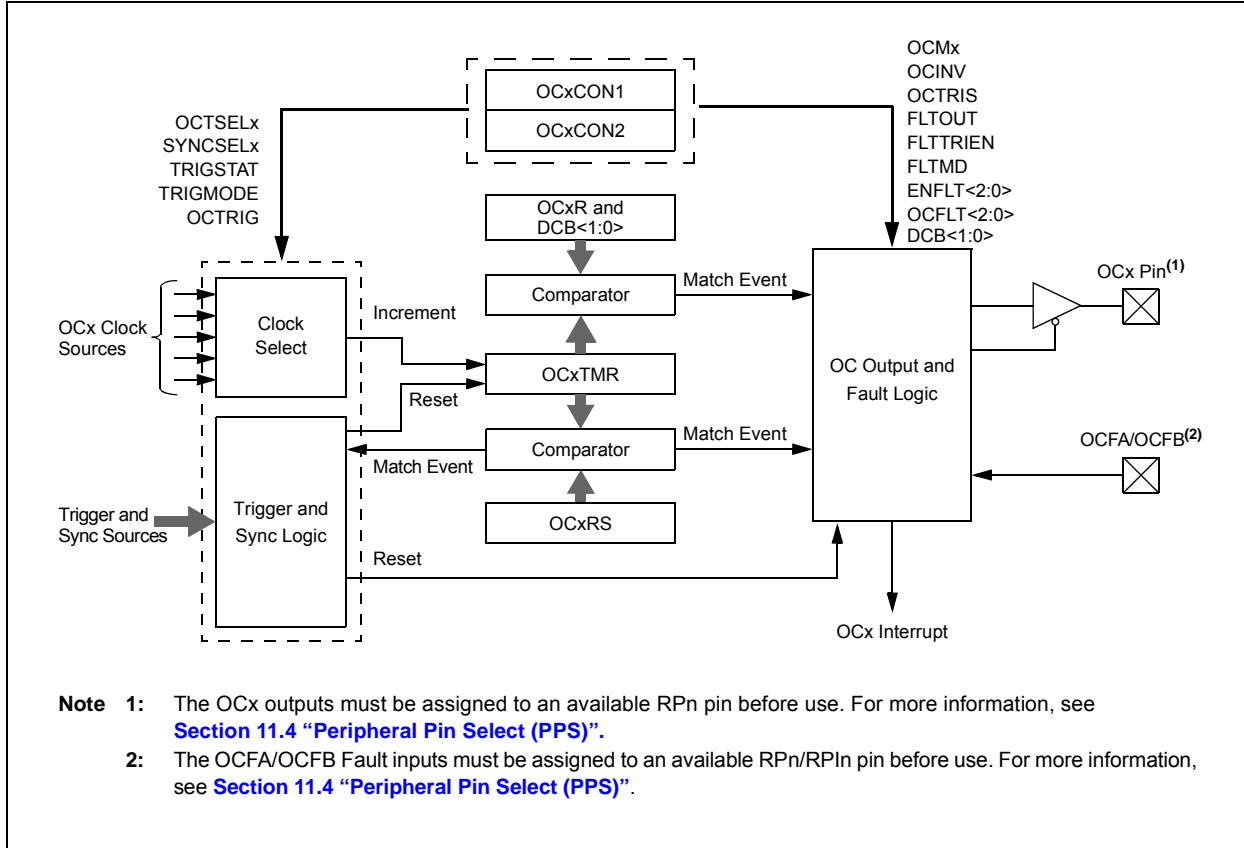 OCxCON1
OCxCON2
OCTSELx
SYNCSELx
TRIGSTAT
TRIGMODE
OCTRIG
OCMx
OCINV
OCTRIS
FLTOUT
FLTTRIEN
FLTMD
ENFLT<2:0>
OCFLT<2:0>
DCB<1:0>
OCxR and
DCB<1:0>
OCx Clock
Sources
Clock
Select
Increment
Comparator
Match Event
OCxTMR
Reset
OC Output and
Fault Logic
OCx Pin(1)
Comparator
Match Event
Match Event
OCFA/OCFB(2)
Trigger and
Sync Sources
Trigger and
Sync Logic
OCxRS
Reset
OCx Interrupt
Note 1: The OCx outputs must be assigned to an available RPn pin before use. For more information, see
Section 11.4 “Peripheral Pin Select (PPS)”.
2: The OCFA/OCFB Fault inputs must be assigned to an available RPn/RPIn pin before use. For more information,
see Section 11.4 “Peripheral Pin Select (PPS)”.